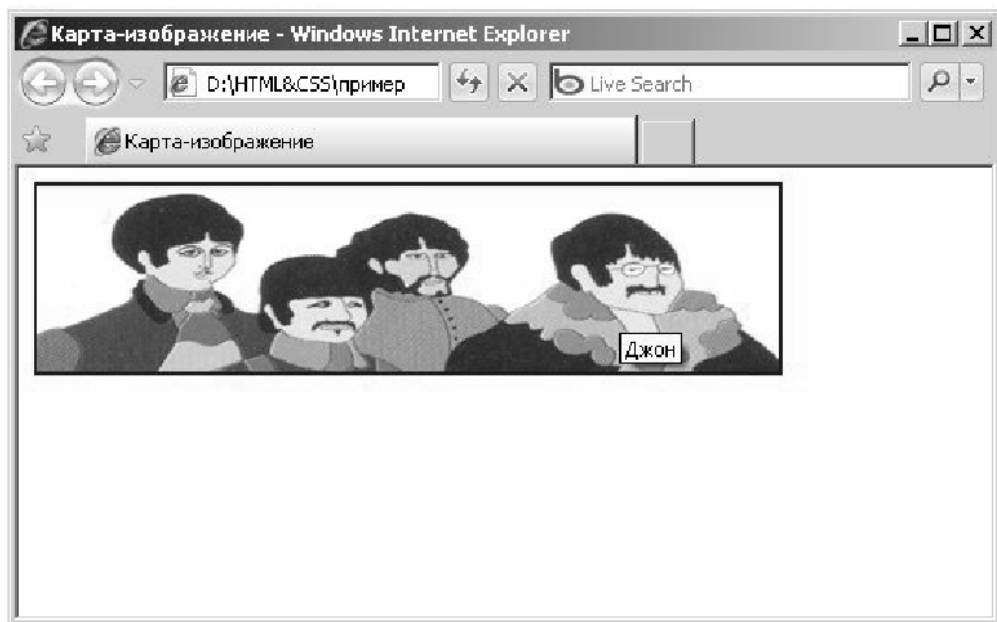 Карта-изображение - Windows Internet Explorer
D:\HTML&CSS\пример
Live Search
Карта-изображение
Джон